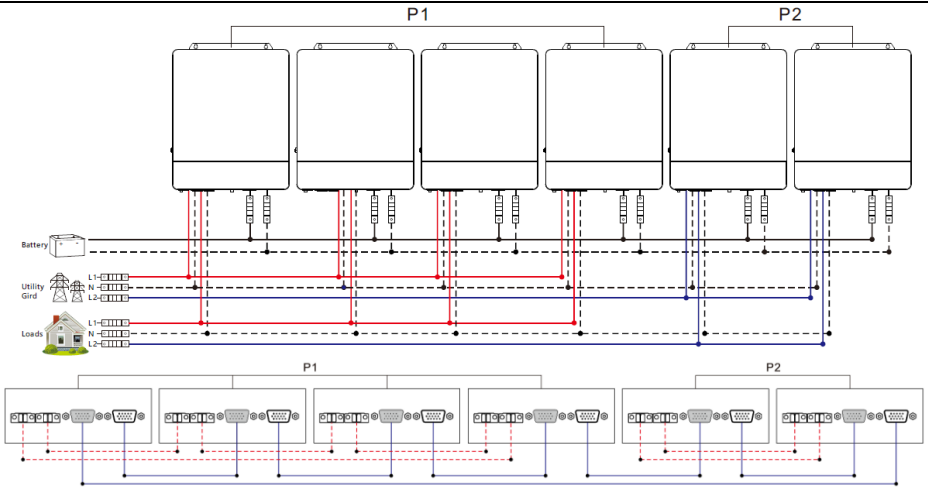 P1 P2
Battery
L1
Utility N
Gird L2
L1
Loads N
L2
P1 P2